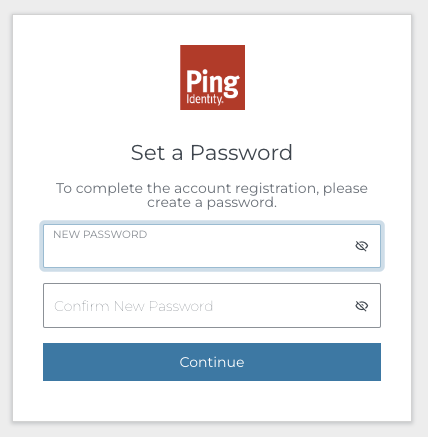 Ping
Identity.
Set a Password
To complete the account registration, please
create a password.
NEW PASSWORD
Confirm New Password
Continue